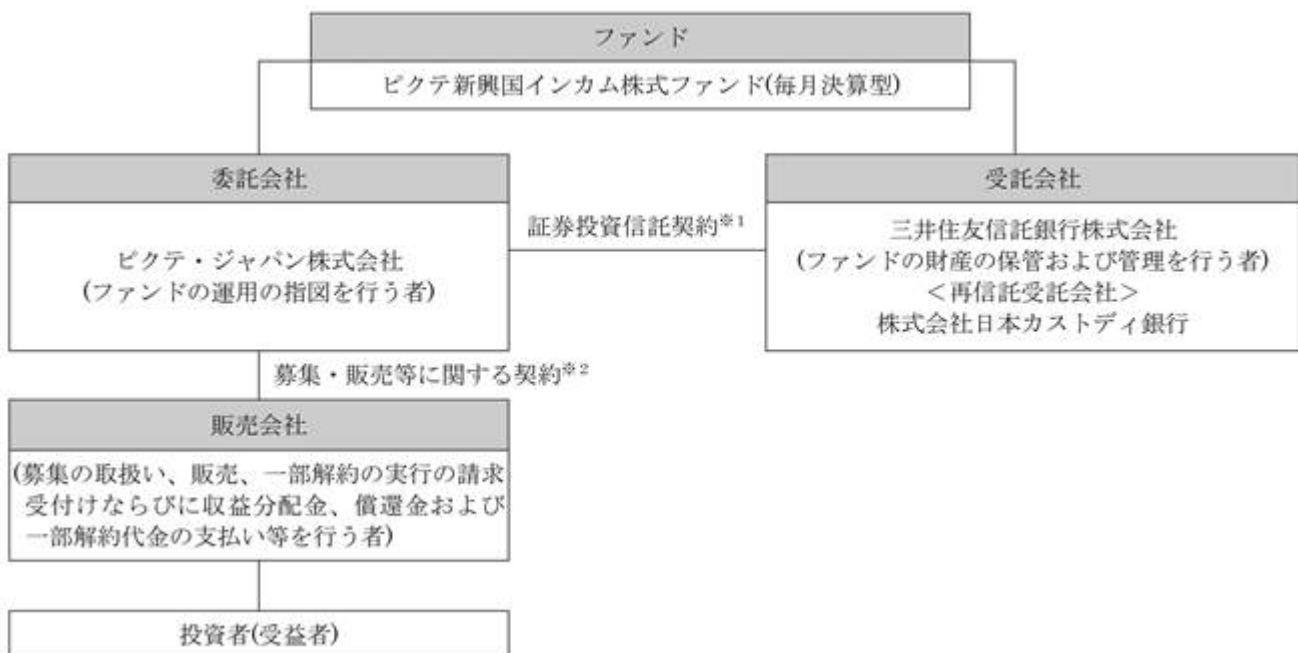 ファンド
ピクテ新興国インカム株式ファンド(毎月決算型)
委託会社
ピクテ・ジャパン株式会社
(ファンドの運用の指図を行う者)
証券投資信託契約※1
受託会社
三井住友信託銀行株式会社
(ファンドの財産の保管および管理を行う者)
<再信託受託会社>
株式会社日本カストディ銀行
募集・販売等に関する契約※2
販売会社
(募集の取扱い、販売、一部解約の実行の請求
受付けならびに収益分配金、償還金および
一部解約代金の支払い等を行う者)
投資者(受益者)